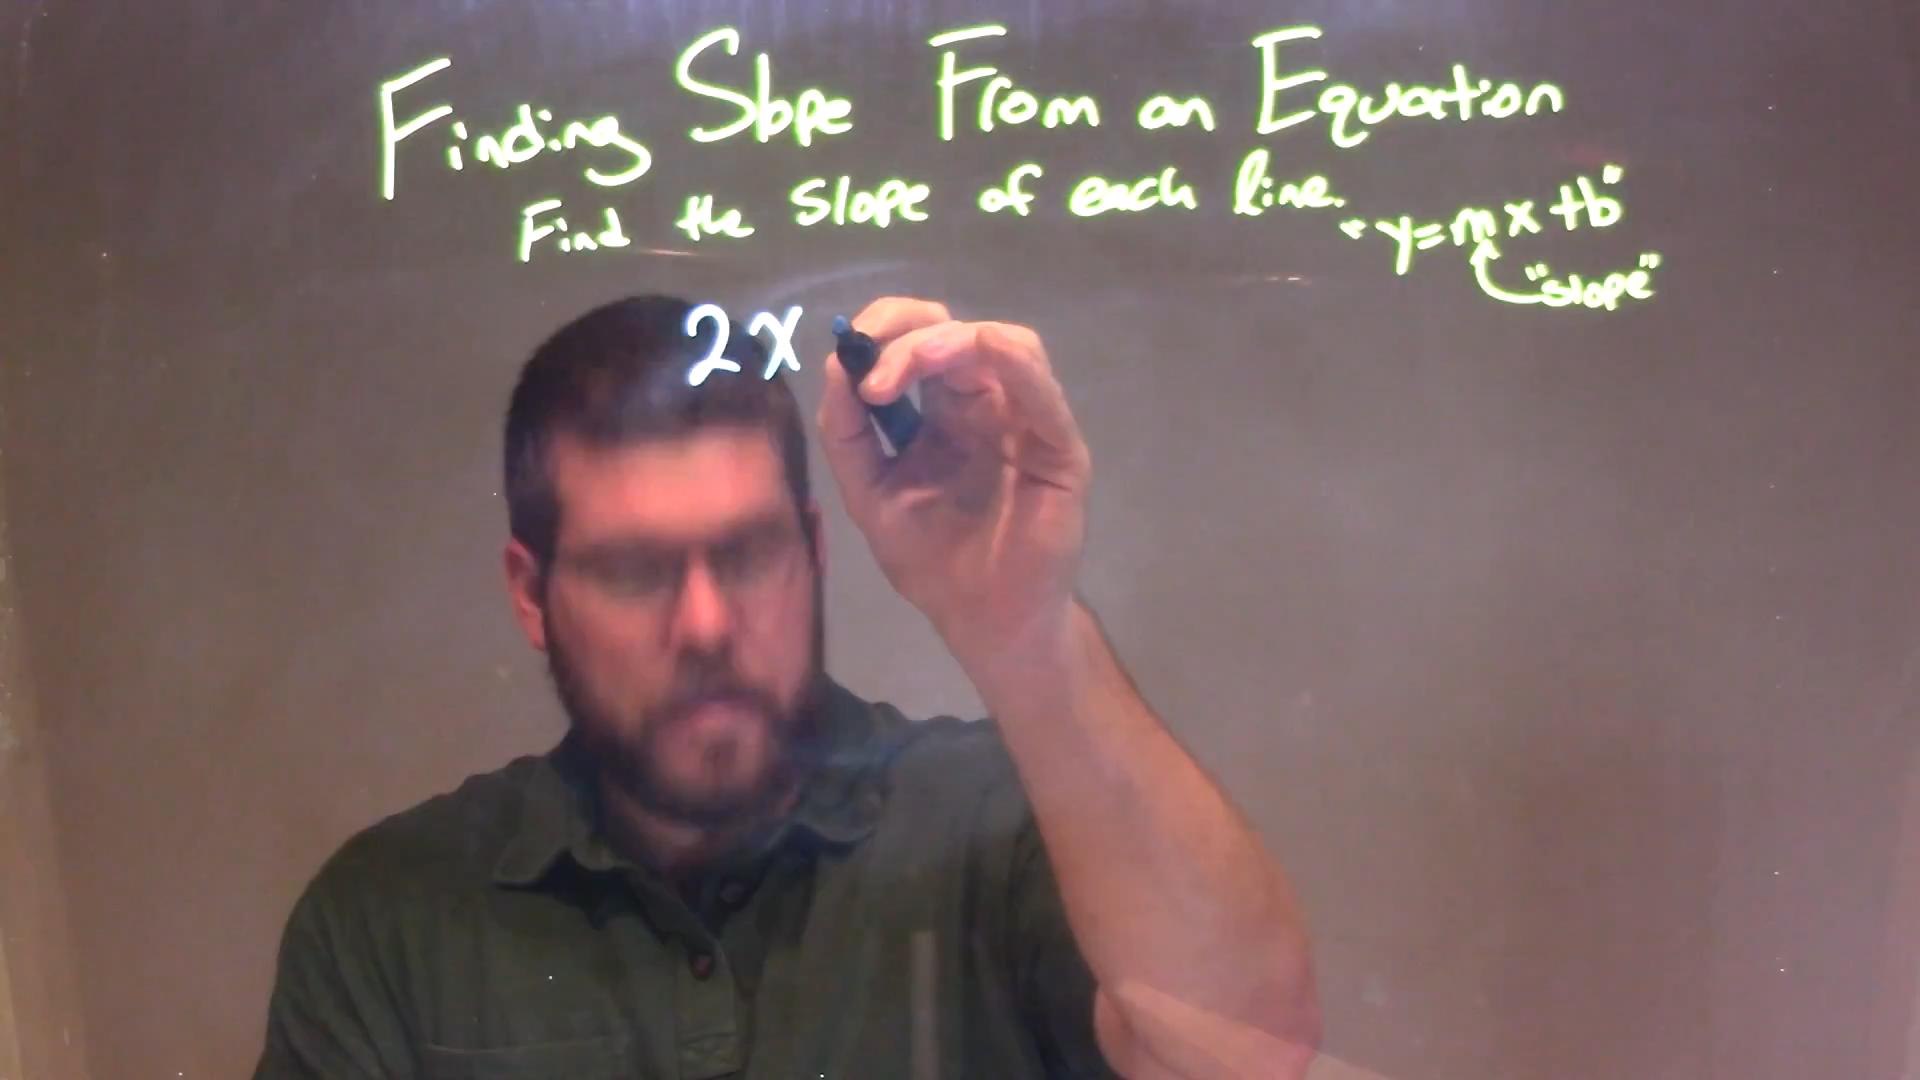 Finding Slope From an Equation
Find the slope of each line.
"y=mx+b"
"slope"
2x